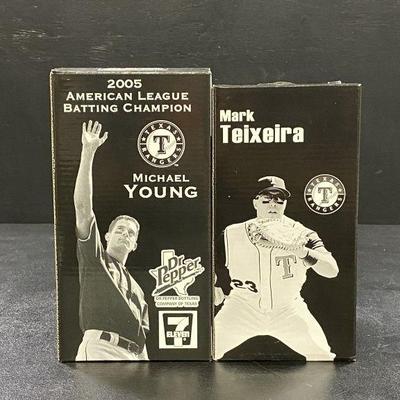 2005
AMERICAN LEAGUE
BATTING CHAMPION
TEXAS
T
RANGERS
MICHAEL
YOUNG
Dr Pepper
DR PEPPER BOTTLING
COMPANY OF TEXAS
7
ELEVEN
Mark
Teixeira
TEXAS
T
RANGERS
T
23